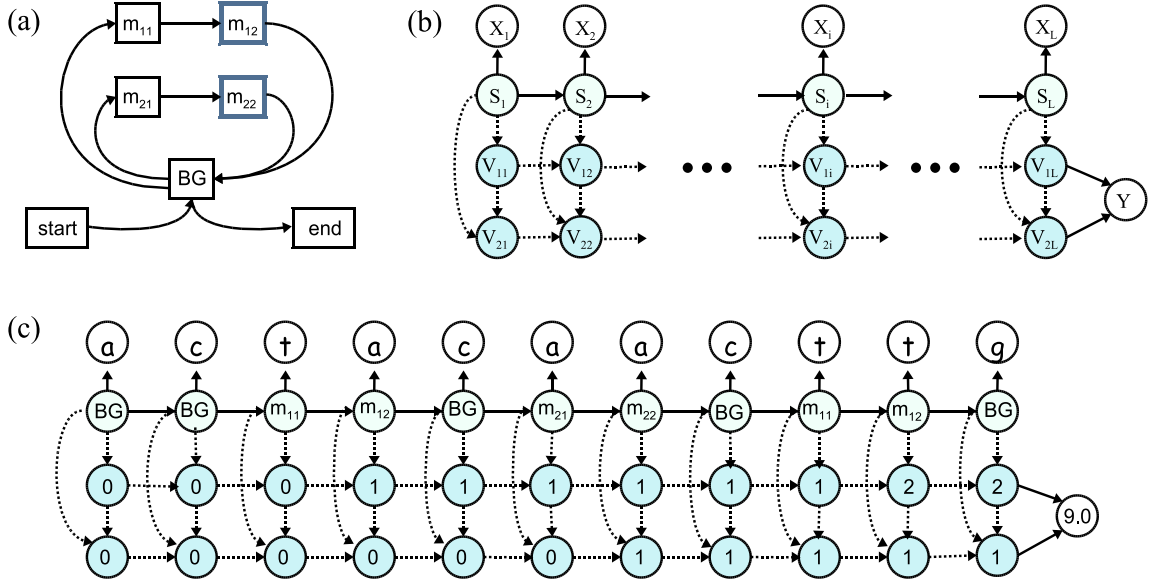 (a)
m₁₁ m₁₂
m₂₁ m₂₂
BG
start end
(b)
X₁ X₂ Xᵢ X_L
S₁ S₂ Sᵢ S_L
V₁₁ V₁₂ V₁ᵢ V₁L
Y
V₂₁ V₂₂ V₂ᵢ V₂L
(c)
a c t a c a a c t t g
BG BG m₁₁ m₁₂ BG m₂₁ m₂₂ BG m₁₁ m₁₂ BG
0 0 0 1 1 1 1 1 1 2 2
9.0
0 0 0 0 0 0 1 1 1 1 1